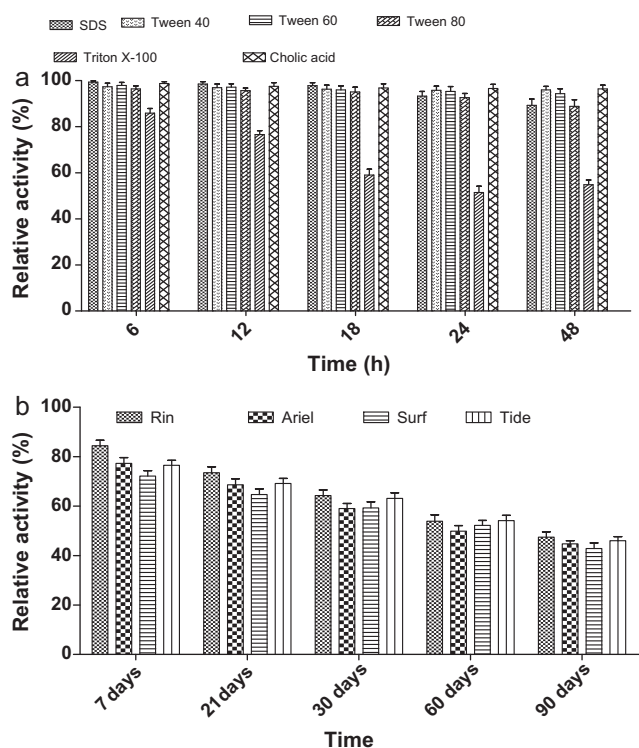 SDS Tween 40 Tween 60 Tween 80
Triton X-100 Cholic acid
a
100
80
60
40
20
0
Relative activity (%)
6 12 18 24 48
Time (h)
b
100
80
60
40
20
0
Relative activity (%)
Rin Ariel Surf Tide
7 days 21 days 30 days 60 days 90 days
Time